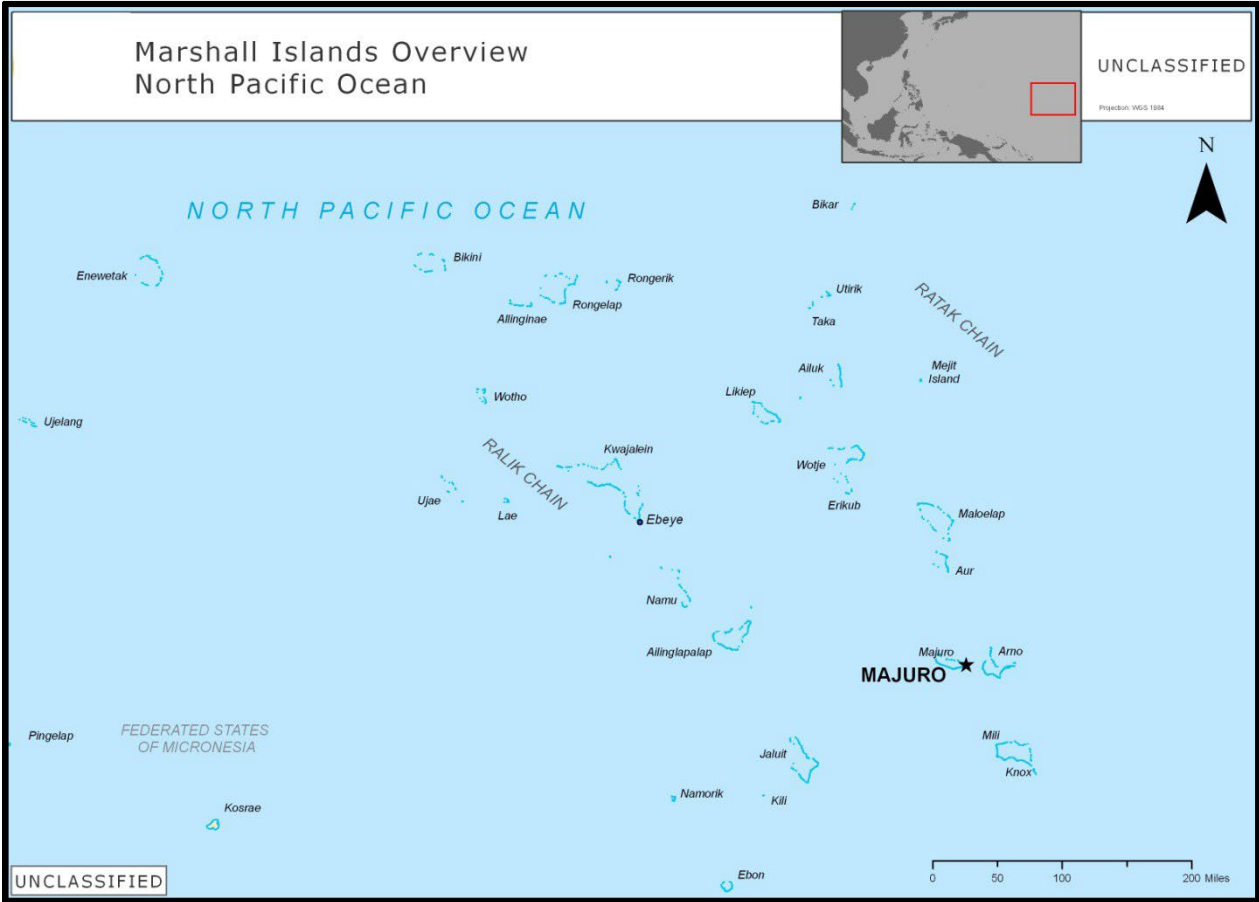 Marshall Islands Overview
North Pacific Ocean
UNCLASSIFIED
Projection: WGS 1984
N
NORTH PACIFIC OCEAN
Bikar
Enewetak
Bikini
Rongerik
Rongelap
Allinginae
Utirik
Taka
RATAK CHAIN
Ailuk
Mejit
Island
Likiep
Wotho
Ujelang
RALIK CHAIN
Kwajalein
Wotje
Ujae
Lae
Erikub
Ebeye
Maloelap
Aur
Namu
Ailinglapalap
Majuro
Arno
MAJURO
Pingelap
FEDERATED STATES
OF MICRONESIA
Mili
Jaluit
Knox
Namorik
Kili
Kosrae
Ebon
0 50 100 200 Miles
UNCLASSIFIED